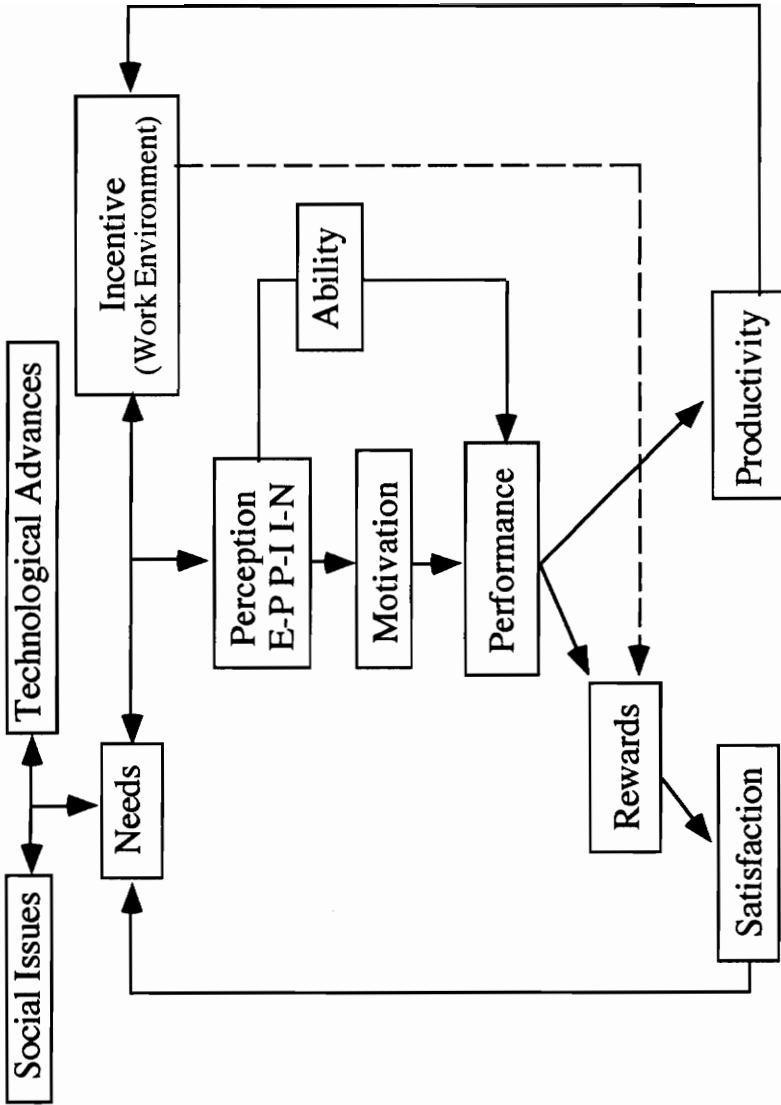 Social Issues
Technological Advances
Needs
Incentive
(Work Environment)
Perception
E-P P-I I-N
Ability
Motivation
Performance
Rewards
Satisfaction
Productivity